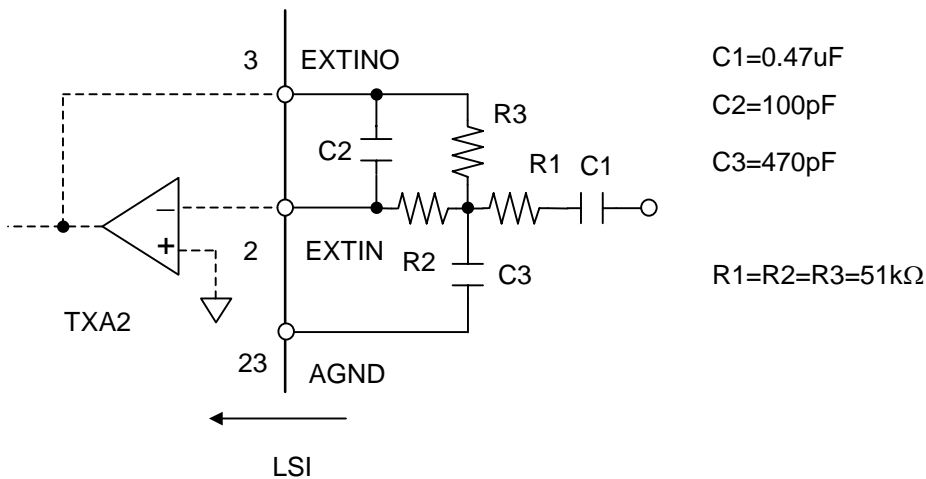 3 EXTINO
C1=0.47uF
C2=100pF
R3
C2
R1 C1
C3=470pF
−
+
2 EXTIN
R2
C3
R1=R2=R3=51kΩ
TXA2
23 AGND
LSI